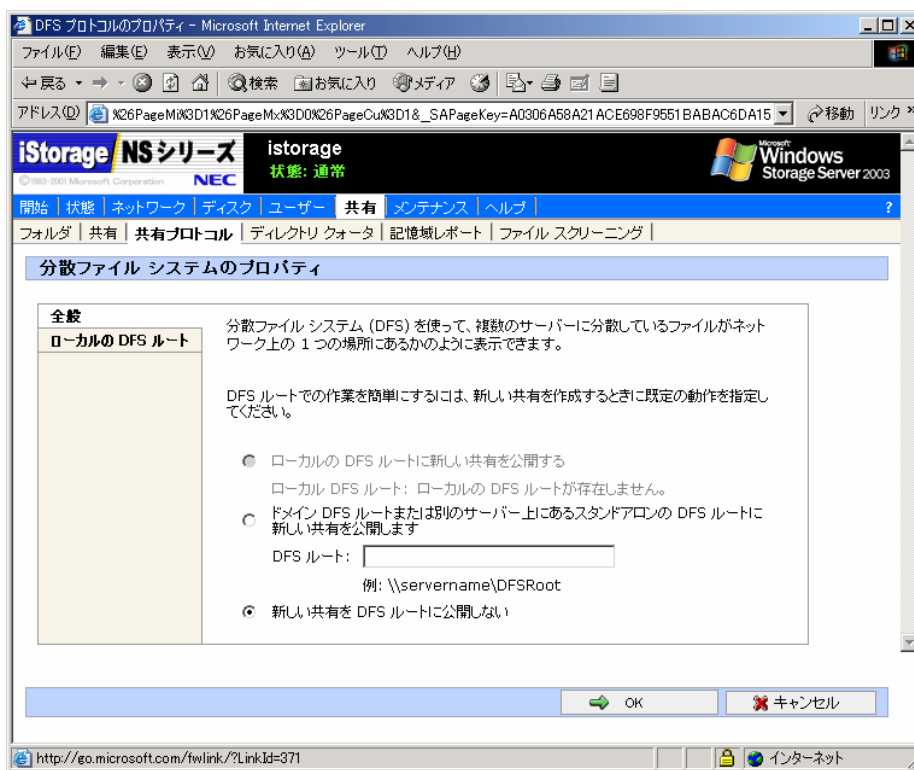 DFS プロトコルのプロパティ - Microsoft Internet Explorer
ファイル(F) 編集(E) 表示(V) お気に入り(A) ツール(T) ヘルプ(H)
戻る 検索 お気に入り メディア
アドレス(D) %26PageMi%3D1%26PageMx%3D0%26PageCu%3D1&_SAPageKey=A0306A58A21ACE698F9551BABAC6DA15 移動 リンク »
iStorage NSシリーズ
©1983-2001 Microsoft Corporation NEC
istorage
状態: 通常
Microsoft
Windows
Storage Server 2003
開始 | 状態 | ネットワーク | ディスク | ユーザー | 共有 | メンテナンス | ヘルプ | ?
フォルダ | 共有 | 共有プロトコル | ディレクトリ クォータ | 記憶域レポート | ファイル スクリーニング |
分散ファイル システムのプロパティ
全般
ローカルの DFS ルート
分散ファイル システム (DFS) を使って、複数のサーバーに分散しているファイルがネット
ワーク上の 1 つの場所にあるかのように表示できます。
DFS ルートでの作業を簡単にするには、新しい共有を作成するときに既定の動作を指定し
てください。
ローカルの DFS ルートに新しい共有を公開する
ローカル DFS ルート: ローカルの DFS ルートが存在しません。
ドメイン DFS ルートまたは別のサーバー上にあるスタンドアロンの DFS ルートに
新しい共有を公開します
DFS ルート:
例: \\servername\DFSRoot
新しい共有を DFS ルートに公開しない
OK
キャンセル
http://go.microsoft.com/fwlink/?LinkId=371
インターネット